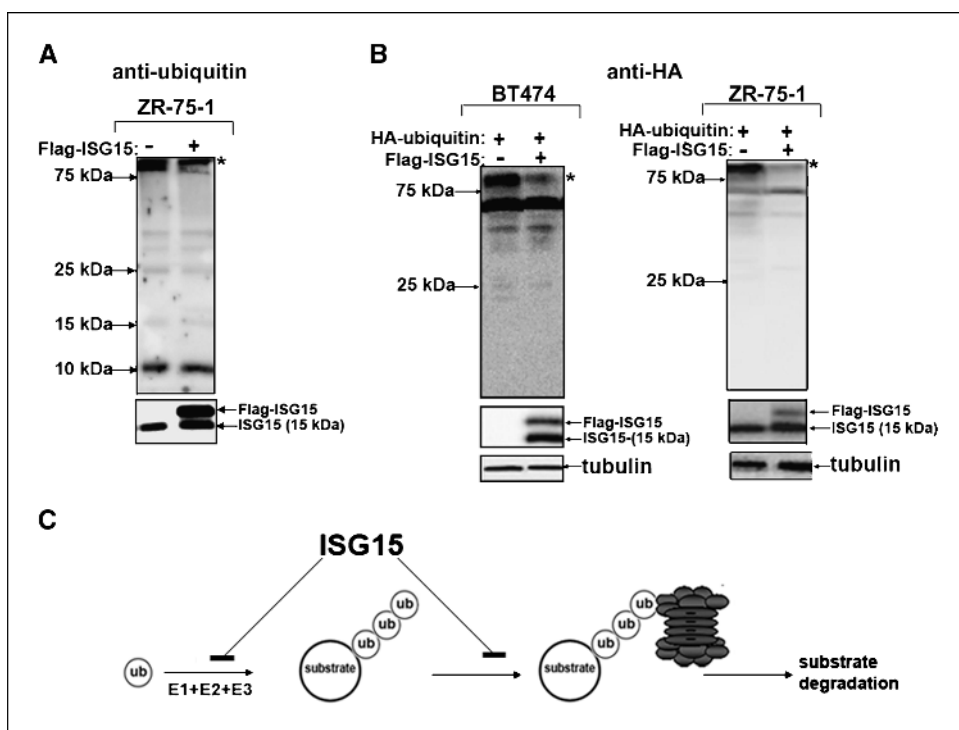 A
anti-ubiquitin
ZR-75-1
Flag-ISG15: - +
*
75 kDa
25 kDa
15 kDa
10 kDa
Flag-ISG15
ISG15 (15 kDa)
B
anti-HA
BT474
HA-ubiquitin: + +
Flag-ISG15: - +
*
75 kDa
25 kDa
Flag-ISG15
ISG15-(15 kDa)
tubulin
ZR-75-1
HA-ubiquitin: + +
Flag-ISG15: - +
*
75 kDa
25 kDa
Flag-ISG15
ISG15 (15 kDa)
tubulin
C
ISG15
ub
E1+E2+E3
substrate
ub
ub
ub
substrate
ub
ub
ub
substrate
degradation